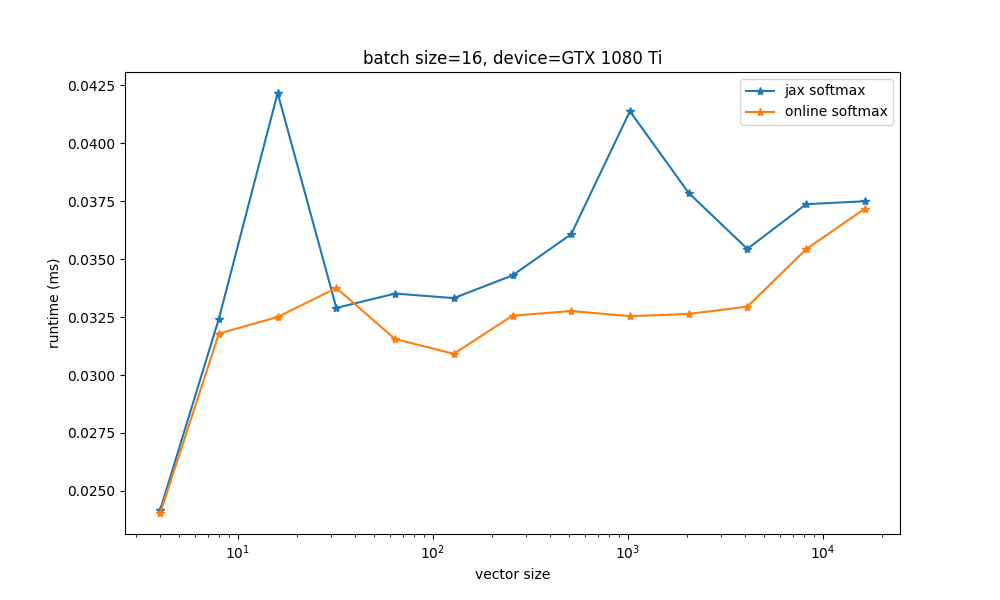 batch size=16, device=GTX 1080 Ti
jax softmax
online softmax
runtime (ms)
0.0425
0.0400
0.0375
0.0350
0.0325
0.0300
0.0275
0.0250
10¹
10²
10³
10⁴
vector size